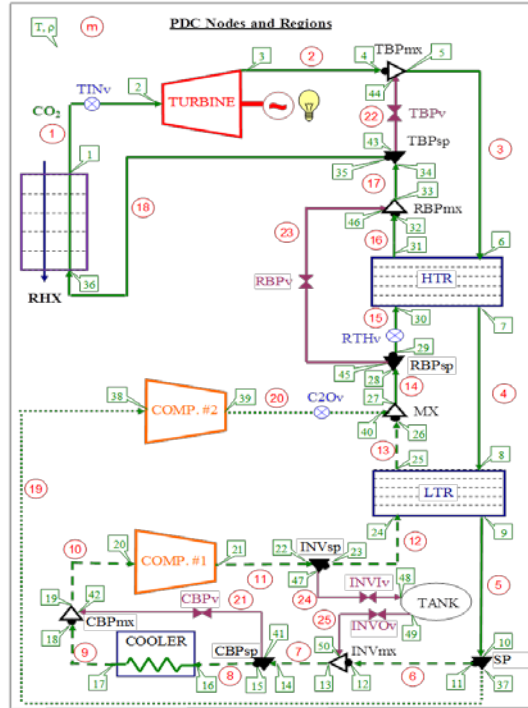 PDC Nodes and Regions
T, ρ
m
3
2
4
TBPmx
5
TINv
2
TURBINE
~
44
22
TBPv
CO₂
1
43
TBPsp
3
1
35
34
18
17
33
46
RBPmx
32
23
16
31
6
36
RHX
RBPv
HTR
15
30
7
RTHv
29
45
RBPsp
28
14
4
38
39
20
C2Ov
27
MX
COMP. #2
40
26
13
25
8
19
LTR
24
9
10
20
21
22
INVsp
23
12
COMP. #1
11
47
24
INVIv
48
5
21
CBPv
TANK
19
42
25
INVOv
49
CBPmx
18
COOLER
CBPsp
41
50
INVmx
10
9
7
6
SP
17
16
8
15
14
13
12
11
37